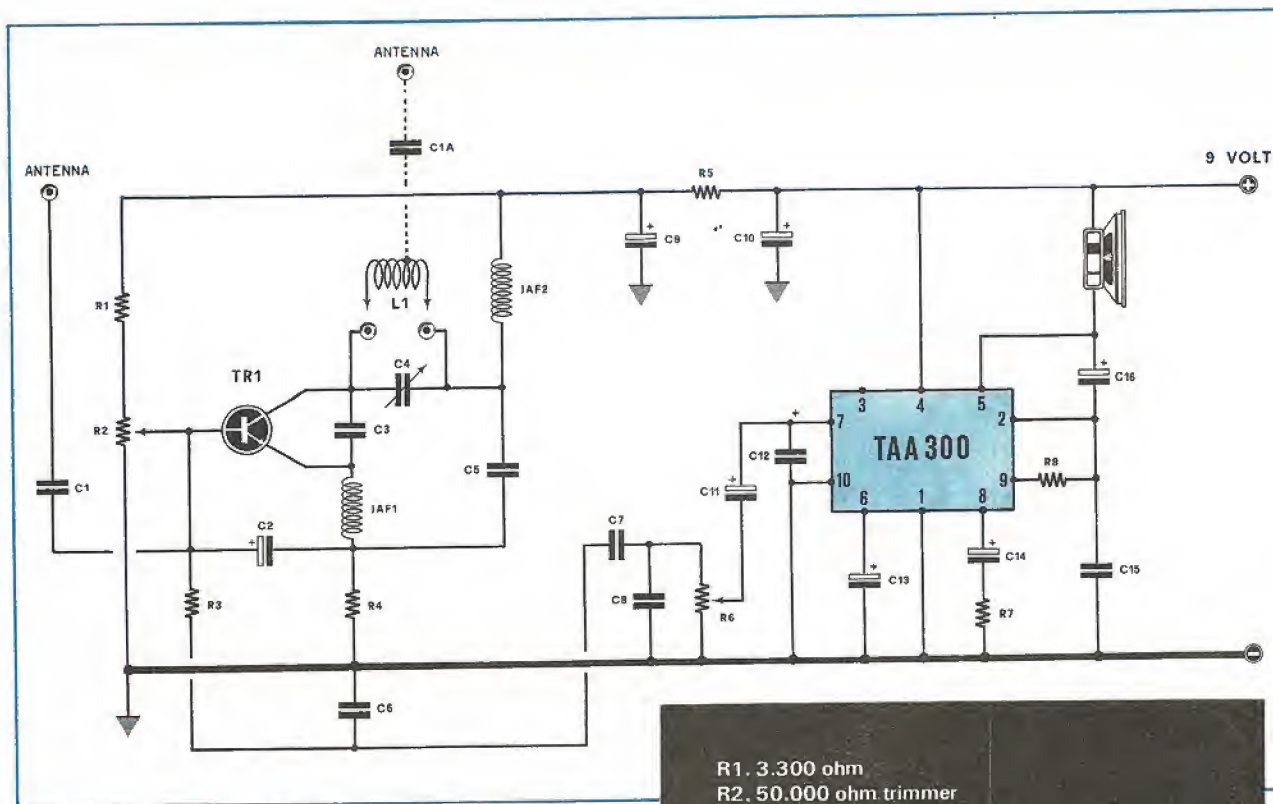 ANTENNA
ANTENNA
C1A
9 VOLT
R5
+
C9
+
C10
L1
JAF2
R1
C4
TR1
+
C16
R2
C3
3
4
5
7
2
TAA 300
+
C12
C5
R8
10
9
C1
C11
+
6
1
8
JAF1
C2
+
C7
+
C14
C13
+
C15
R3
R4
C8
R6
R7
C6
R1. 3.300 ohm
R2. 50.000 ohm trimmer